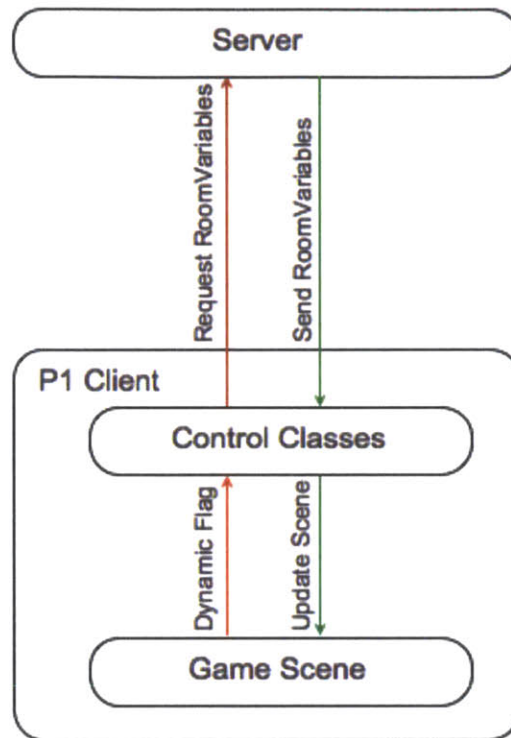 Server
Request RoomVariables
Send RoomVariables
P1 Client
Control Classes
Dynamic Flag
Update Scene
Game Scene